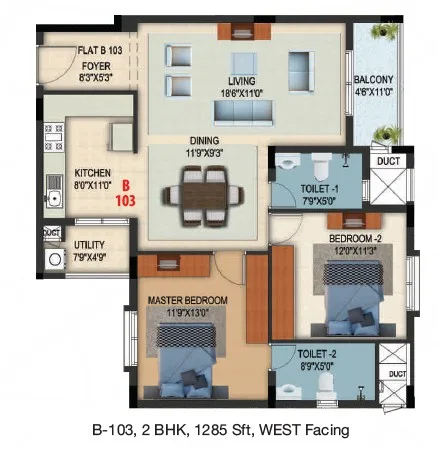 FLAT B 103
FOYER
8'3"X5'3"
LIVING
18'6"X11'0"
BALCONY
4'6"X11'0"
DINING
11'9"X9'3"
KITCHEN
8'0"X11'0"
B
103
DUCT
TOILET -1
7'9"X5'0"
DUCT
UTILITY
7'9"X4'9"
BEDROOM -2
12'0"X11'3"
MASTER BEDROOM
11'9"X13'0"
TOILET -2
8'9"X5'0"
DUCT
B-103, 2 BHK, 1285 Sft, WEST Facing